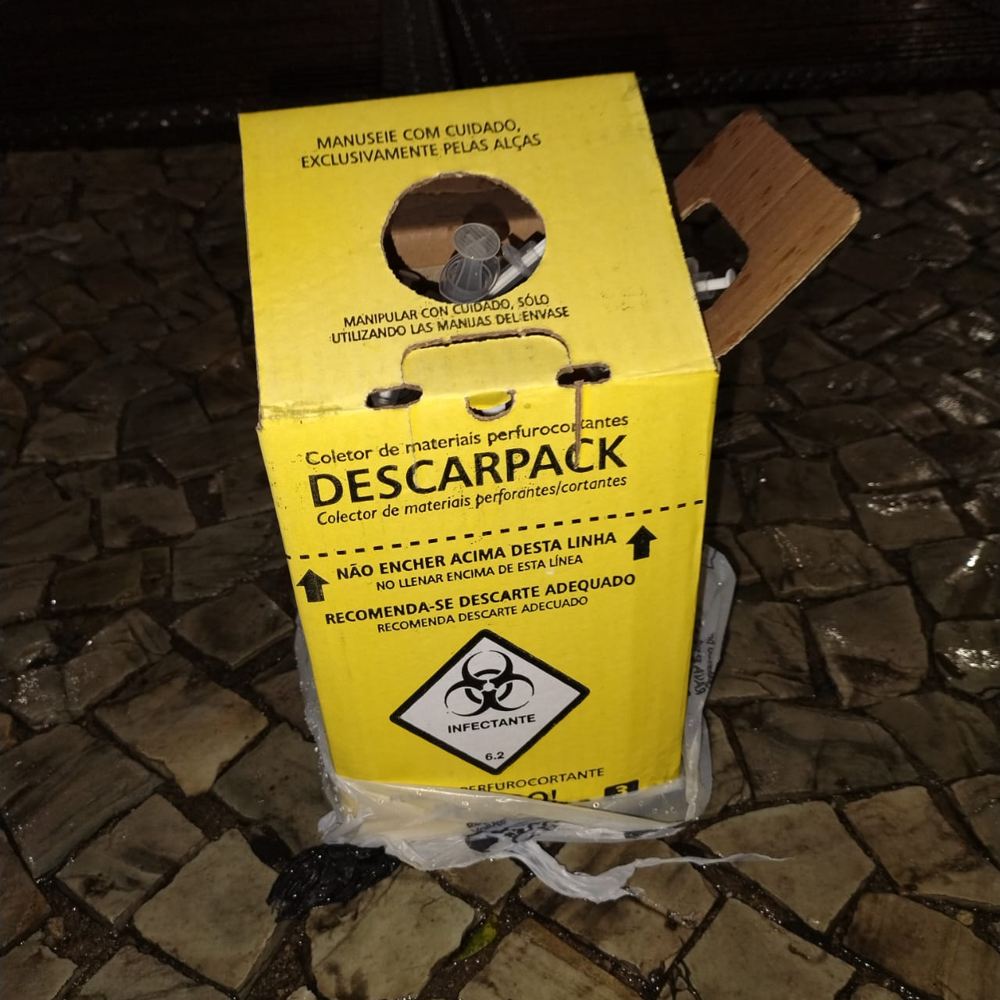 MANUSEIE COM CUIDADO,
EXCLUSIVAMENTE PELAS ALÇAS
MANIPULAR CON CUIDADO, SÓLO
UTILIZANDO LAS MANIJAS DEL ENVASE
Coletor de materiais perfurocortantes
DESCARPACK
Colector de materiais perforantes/cortantes
NÃO ENCHER ACIMA DESTA LINHA
NO LLENAR ENCIMA DE ESTA LÍNEA
RECOMENDA-SE DESCARTE ADEQUADO
RECOMENDA DESCARTE ADECUADO
INFECTANTE
6.2
PERFUROCORTANTE
3